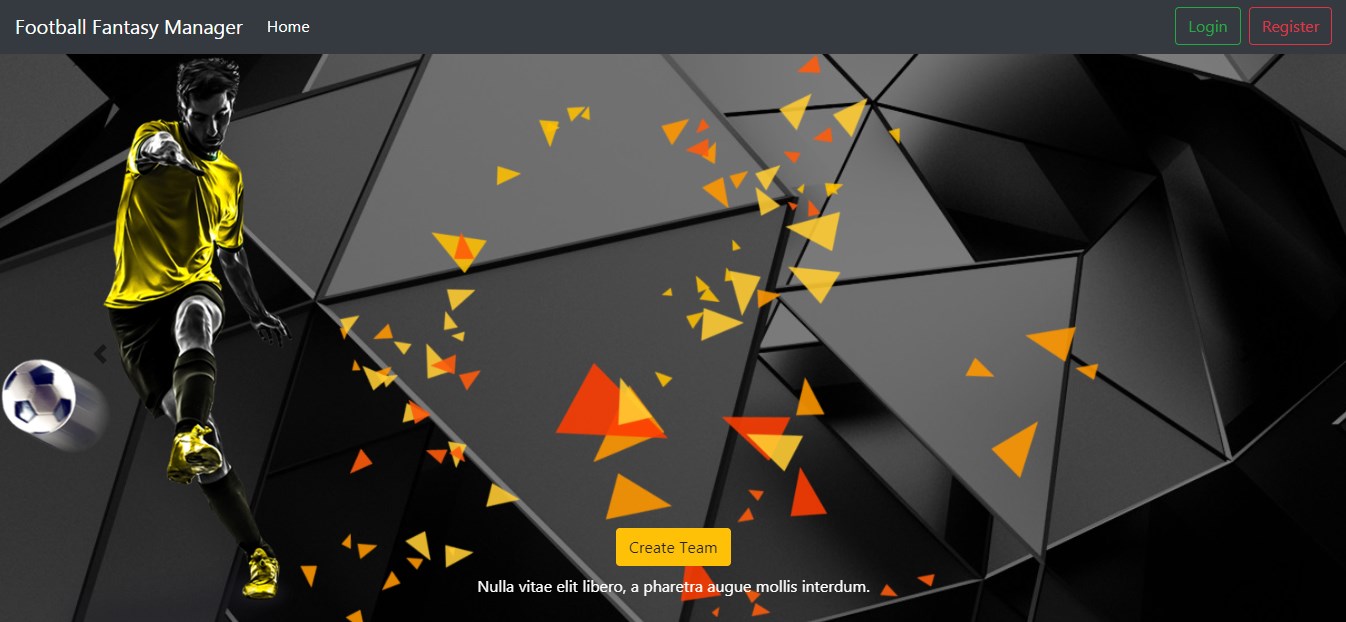 Football Fantasy Manager Home Login Register
Create Team
Nulla vitae elit libero, a pharetra augue mollis interdum.